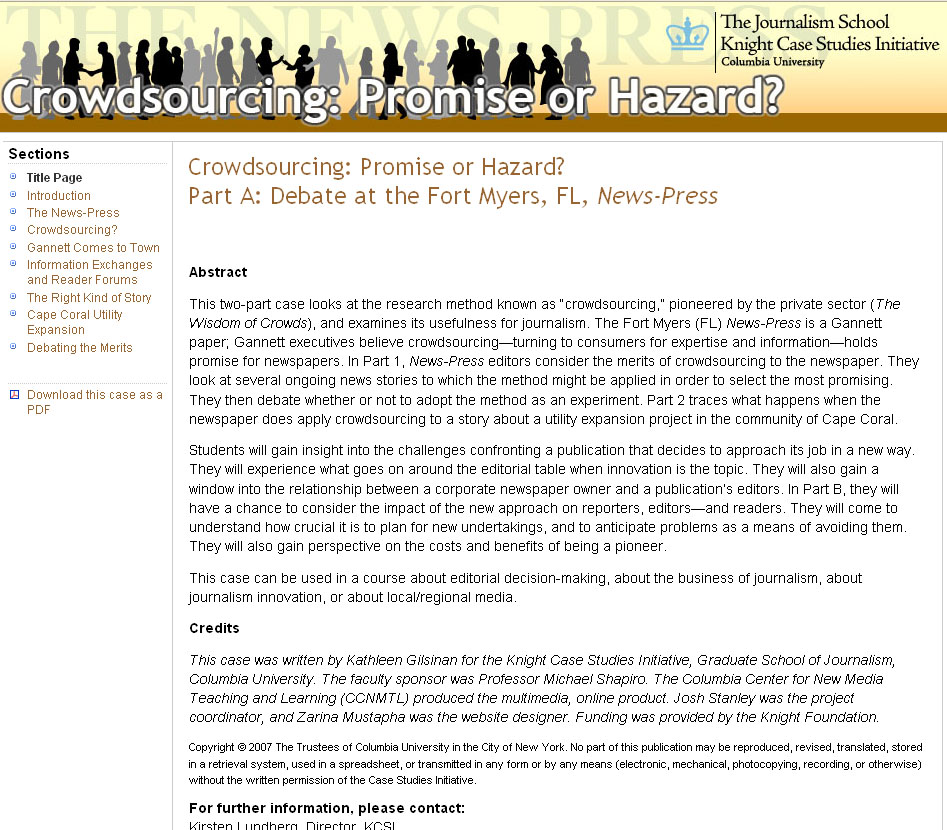 THE NEWS-PRESS
The Journalism School
Knight Case Studies Initiative
Columbia University
Crowdsourcing: Promise or Hazard?
Sections
Title Page
Introduction
The News-Press
Crowdsourcing?
Gannett Comes to Town
Information Exchanges
and Reader Forums
The Right Kind of Story
Cape Coral Utility
Expansion
Debating the Merits
Download this case as a
PDF
Crowdsourcing: Promise or Hazard?
Part A: Debate at the Fort Myers, FL, News-Press
Abstract
This two-part case looks at the research method known as "crowdsourcing," pioneered by the private sector (The
Wisdom of Crowds), and examines its usefulness for journalism. The Fort Myers (FL) News-Press is a Gannett
paper; Gannett executives believe crowdsourcing—turning to consumers for expertise and information—holds
promise for newspapers. In Part 1, News-Press editors consider the merits of crowdsourcing to the newspaper. They
look at several ongoing news stories to which the method might be applied in order to select the most promising.
They then debate whether or not to adopt the method as an experiment. Part 2 traces what happens when the
newspaper does apply crowdsourcing to a story about a utility expansion project in the community of Cape Coral.
Students will gain insight into the challenges confronting a publication that decides to approach its job in a new way.
They will experience what goes on around the editorial table when innovation is the topic. They will also gain a
window into the relationship between a corporate newspaper owner and a publication's editors. In Part B, they will
have a chance to consider the impact of the new approach on reporters, editors—and readers. They will come to
understand how crucial it is to plan for new undertakings, and to anticipate problems as a means of avoiding them.
They will also gain perspective on the costs and benefits of being a pioneer.
This case can be used in a course about editorial decision-making, about the business of journalism, about
journalism innovation, or about local/regional media.
Credits
This case was written by Kathleen Gilsinan for the Knight Case Studies Initiative, Graduate School of Journalism,
Columbia University. The faculty sponsor was Professor Michael Shapiro. The Columbia Center for New Media
Teaching and Learning (CCNMTL) produced the multimedia, online product. Josh Stanley was the project
coordinator, and Zarina Mustapha was the website designer. Funding was provided by the Knight Foundation.
Copyright © 2007 The Trustees of Columbia University in the City of New York. No part of this publication may be reproduced, revised, translated, stored
in a retrieval system, used in a spreadsheet, or transmitted in any form or by any means (electronic, mechanical, photocopying, recording, or otherwise)
without the written permission of the Case Studies Initiative.
For further information, please contact:
Kirsten Lundberg, Director, KCSI